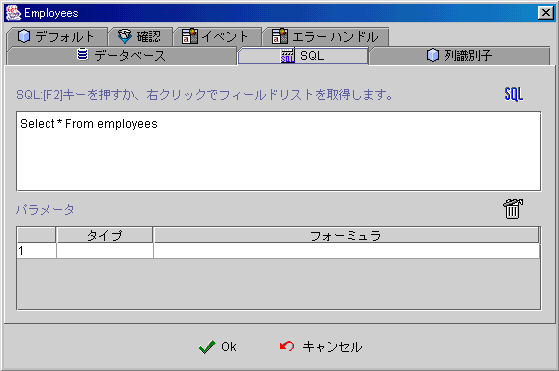 Employees
デフォルト 確認 イベント エラー ハンドル
データベース SQL 列識別子
SQL:[F2]キーを押すか、右クリックでフィールドリストを取得します。 SQL
Select * From employees
パラメータ
タイプ フォーミュラ
1
Ok キャンセル